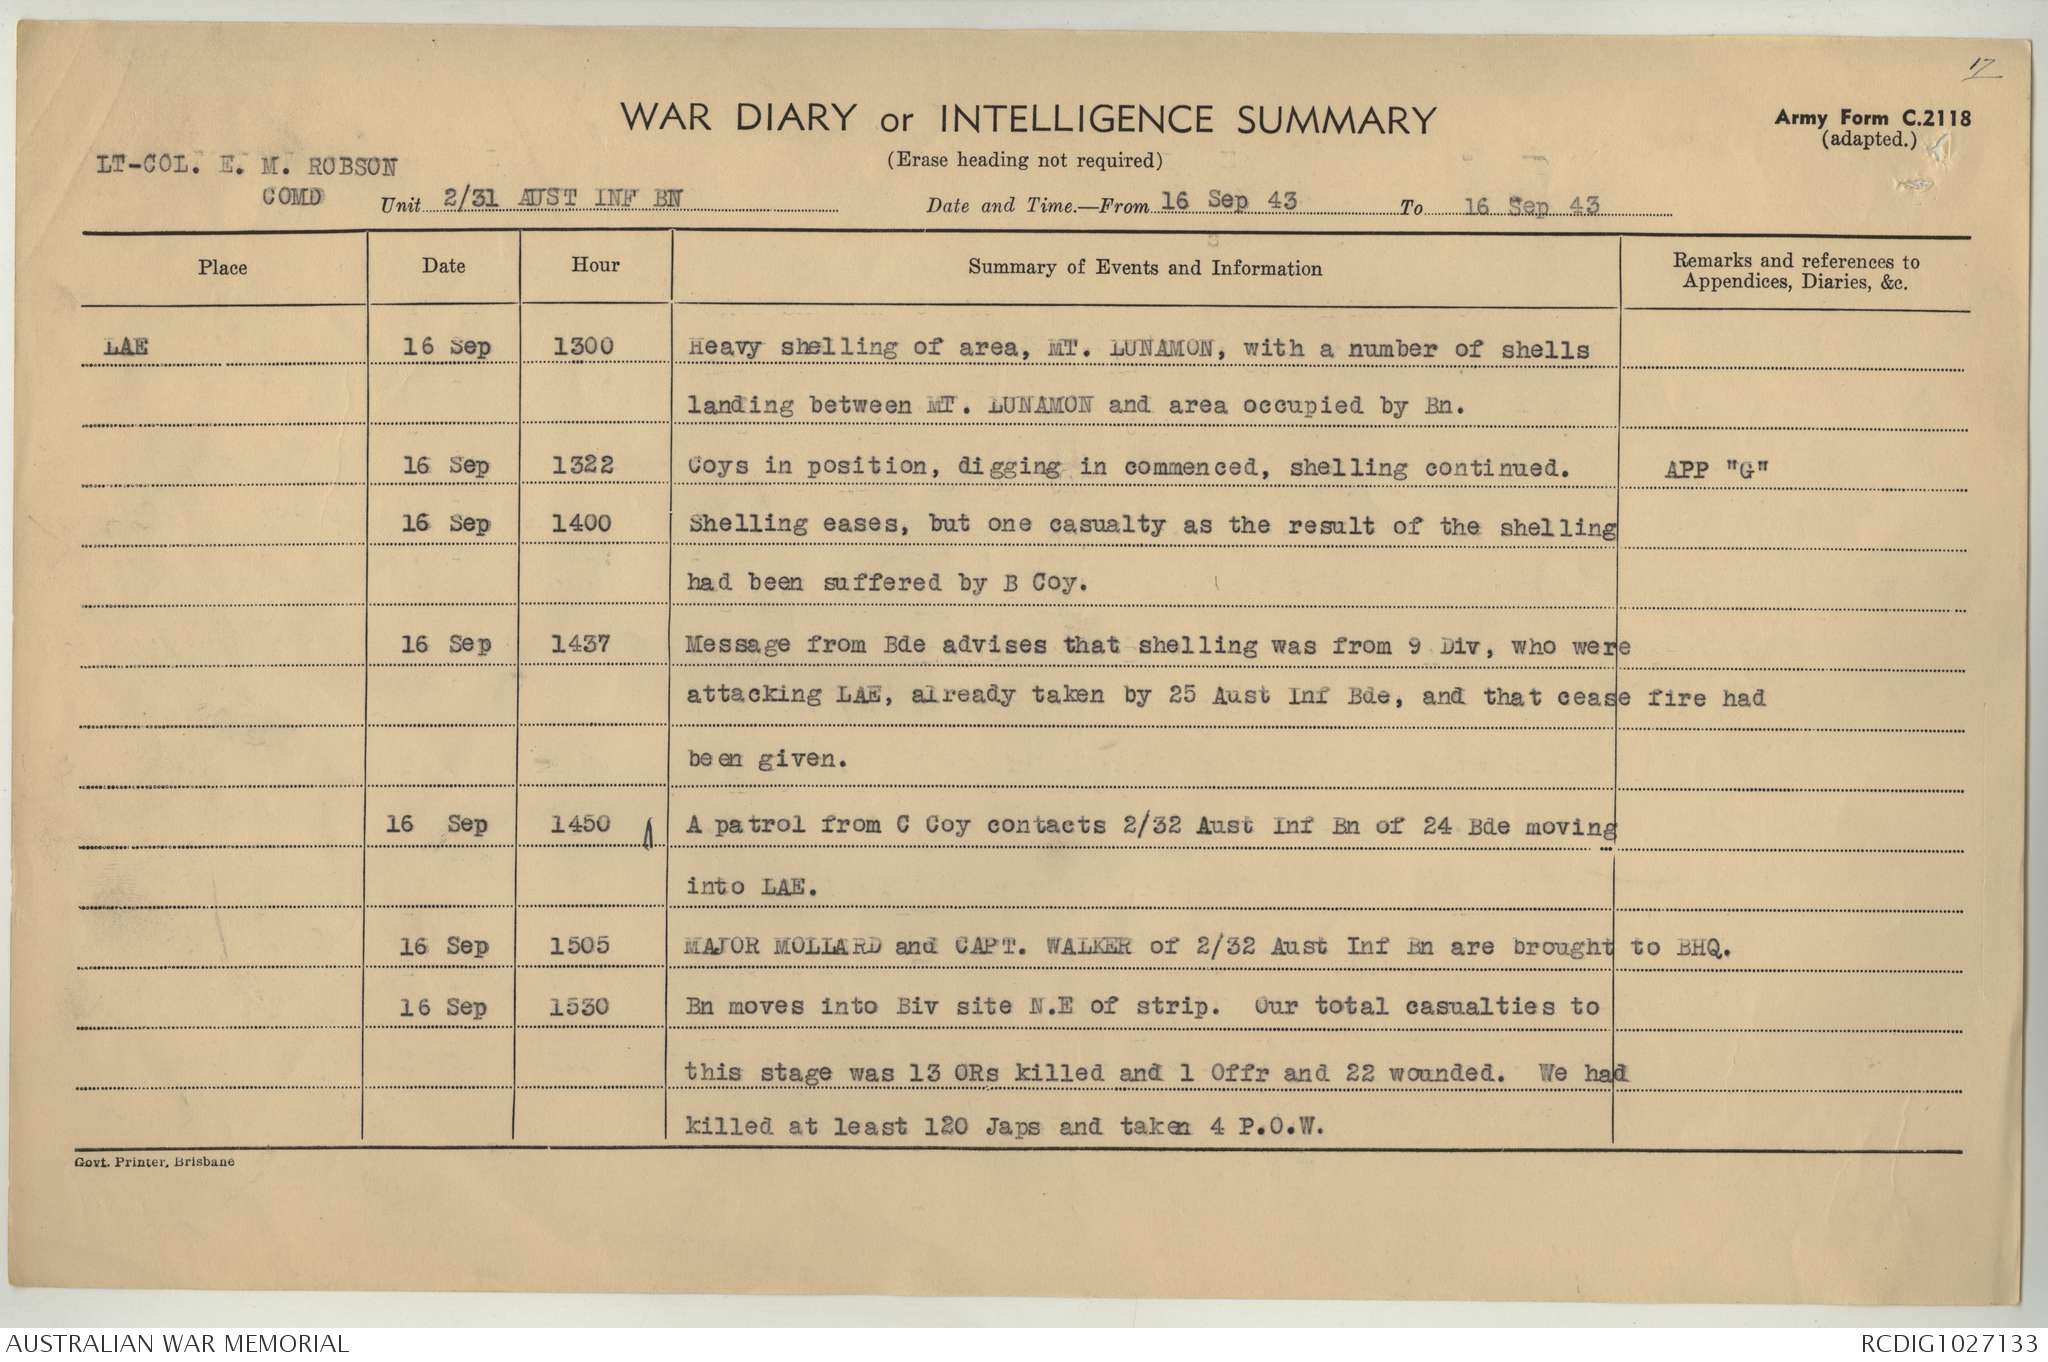 17
WAR DIARY or INTELLIGENCE SUMMARY
Army Form C.2118
(adapted.)
(Erase heading not required)
LT-COL. E. M. ROBSON
COMD
Unit 2/31 AUST INF BN
Date and Time.—From 16 Sep 43 To 16 Sep 43
Place Date Hour Summary of Events and Information Remarks and references to
Appendices, Diaries, &c.
LAE 16 Sep 1300 Heavy shelling of area, MT. LUNAMON, with a number of shells
landing between MT. LUNAMON and area occupied by Bn.
16 Sep 1322 Coys in position, digging in commenced, shelling continued. APP "G"
16 Sep 1400 Shelling eases, but one casualty as the result of the shelling
had been suffered by B Coy.
16 Sep 1437 Message from Bde advises that shelling was from 9 Div, who were
attacking LAE, already taken by 25 Aust Inf Bde, and that cease fire had
been given.
16 Sep 1450 A patrol from C Coy contacts 2/32 Aust Inf Bn of 24 Bde moving
into LAE.
16 Sep 1505 MAJOR MOLLARD and CAPT. WALKER of 2/32 Aust Inf Bn are brought to BHQ.
16 Sep 1530 Bn moves into Biv site N.E of strip. Our total casualties to
this stage was 13 ORs killed and 1 Offr and 22 wounded. We had
killed at least 120 Japs and taken 4 P.O.W.
Govt. Printer, Brisbane
AUSTRALIAN WAR MEMORIAL
RCDIG1027133